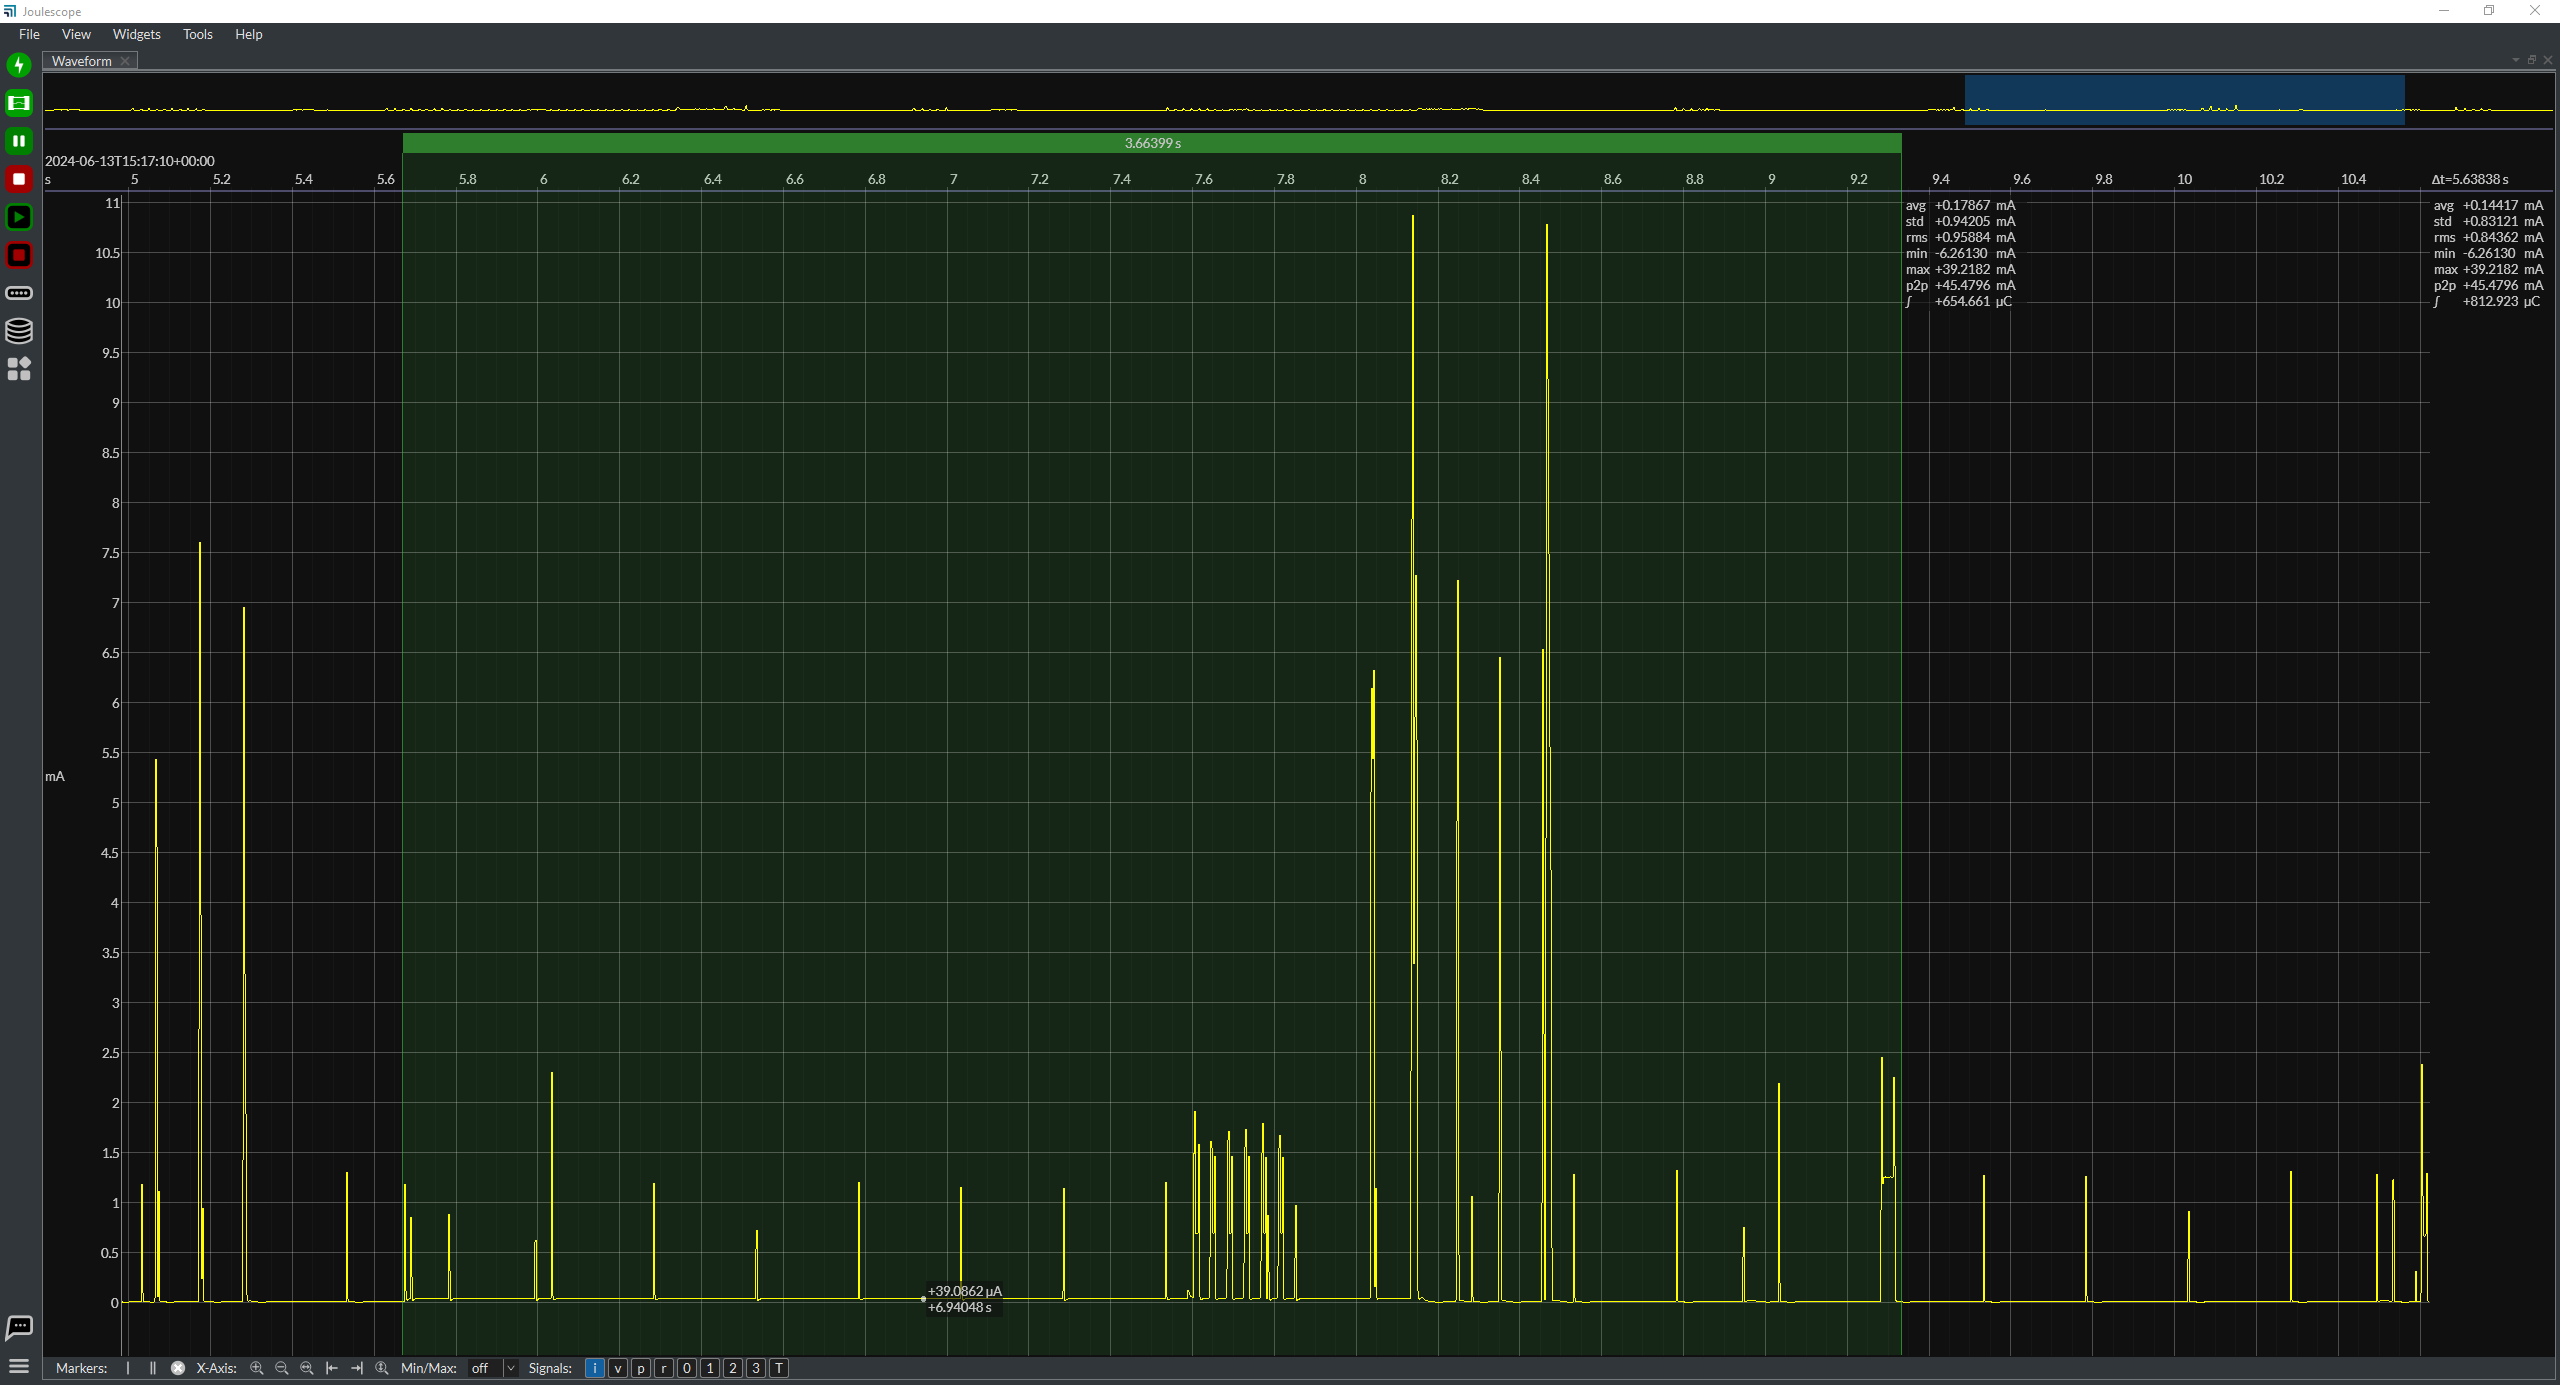 Joulescope
File View Widgets Tools Help
Waveform
3.66399 s
2024-06-13T15:17:10+00:00
s 5 5.2 5.4 5.6 5.8 6 6.2 6.4 6.6 6.8 7 7.2 7.4 7.6 7.8 8 8.2 8.4 8.6 8.8 9 9.2 9.4 9.6 9.8 10 10.2 10.4 Δt=5.63838 s
11
10.5
10
9.5
9
8.5
8
7.5
7
6.5
6
5.5
5
4.5
4
3.5
3
2.5
2
1.5
1
0.5
0
mA
avg +0.17867 mA
std +0.94205 mA
rms +0.95884 mA
min -6.26130 mA
max +39.2182 mA
p2p +45.4796 mA
∫ +654.661 µC
avg +0.14417 mA
std +0.83121 mA
rms +0.84362 mA
min -6.26130 mA
max +39.2182 mA
p2p +45.4796 mA
∫ +812.923 µC
+39.0862 µA
+6.94048 s
Markers: X-Axis: Min/Max: off Signals: i v p r 0 1 2 3 T